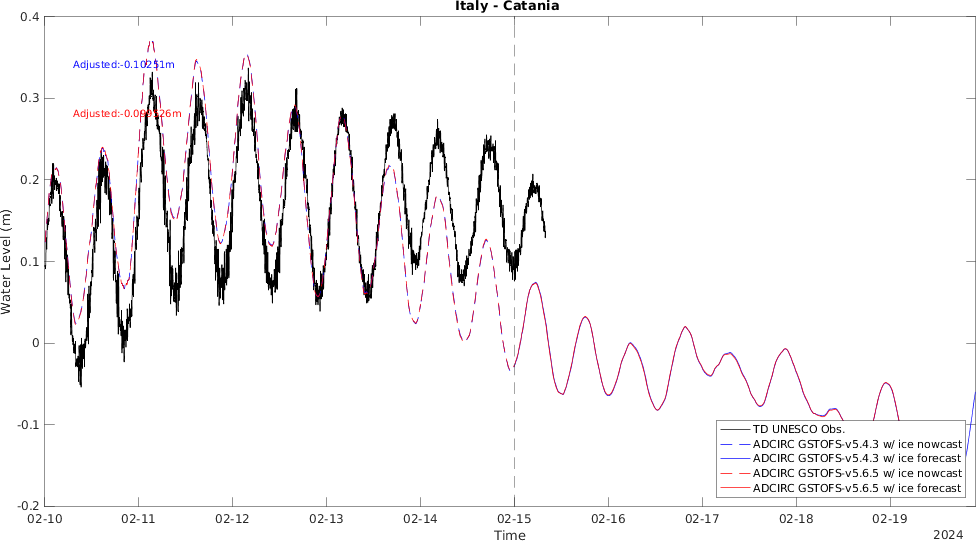 Italy - Catania
0.4
0.3
0.2
0.1
0
-0.1
-0.2
Water Level (m)
Adjusted:-0.10251m
02-10
02-11
02-12
02-13
02-14
02-15
02-16
02-17
02-18
02-19
Time
2024
TD UNESCO Obs.
ADCIRC GSTOFS-v5.4.3 w/ ice nowcast
ADCIRC GSTOFS-v5.4.3 w/ ice forecast
ADCIRC GSTOFS-v5.6.5 w/ ice nowcast
ADCIRC GSTOFS-v5.6.5 w/ ice forecast